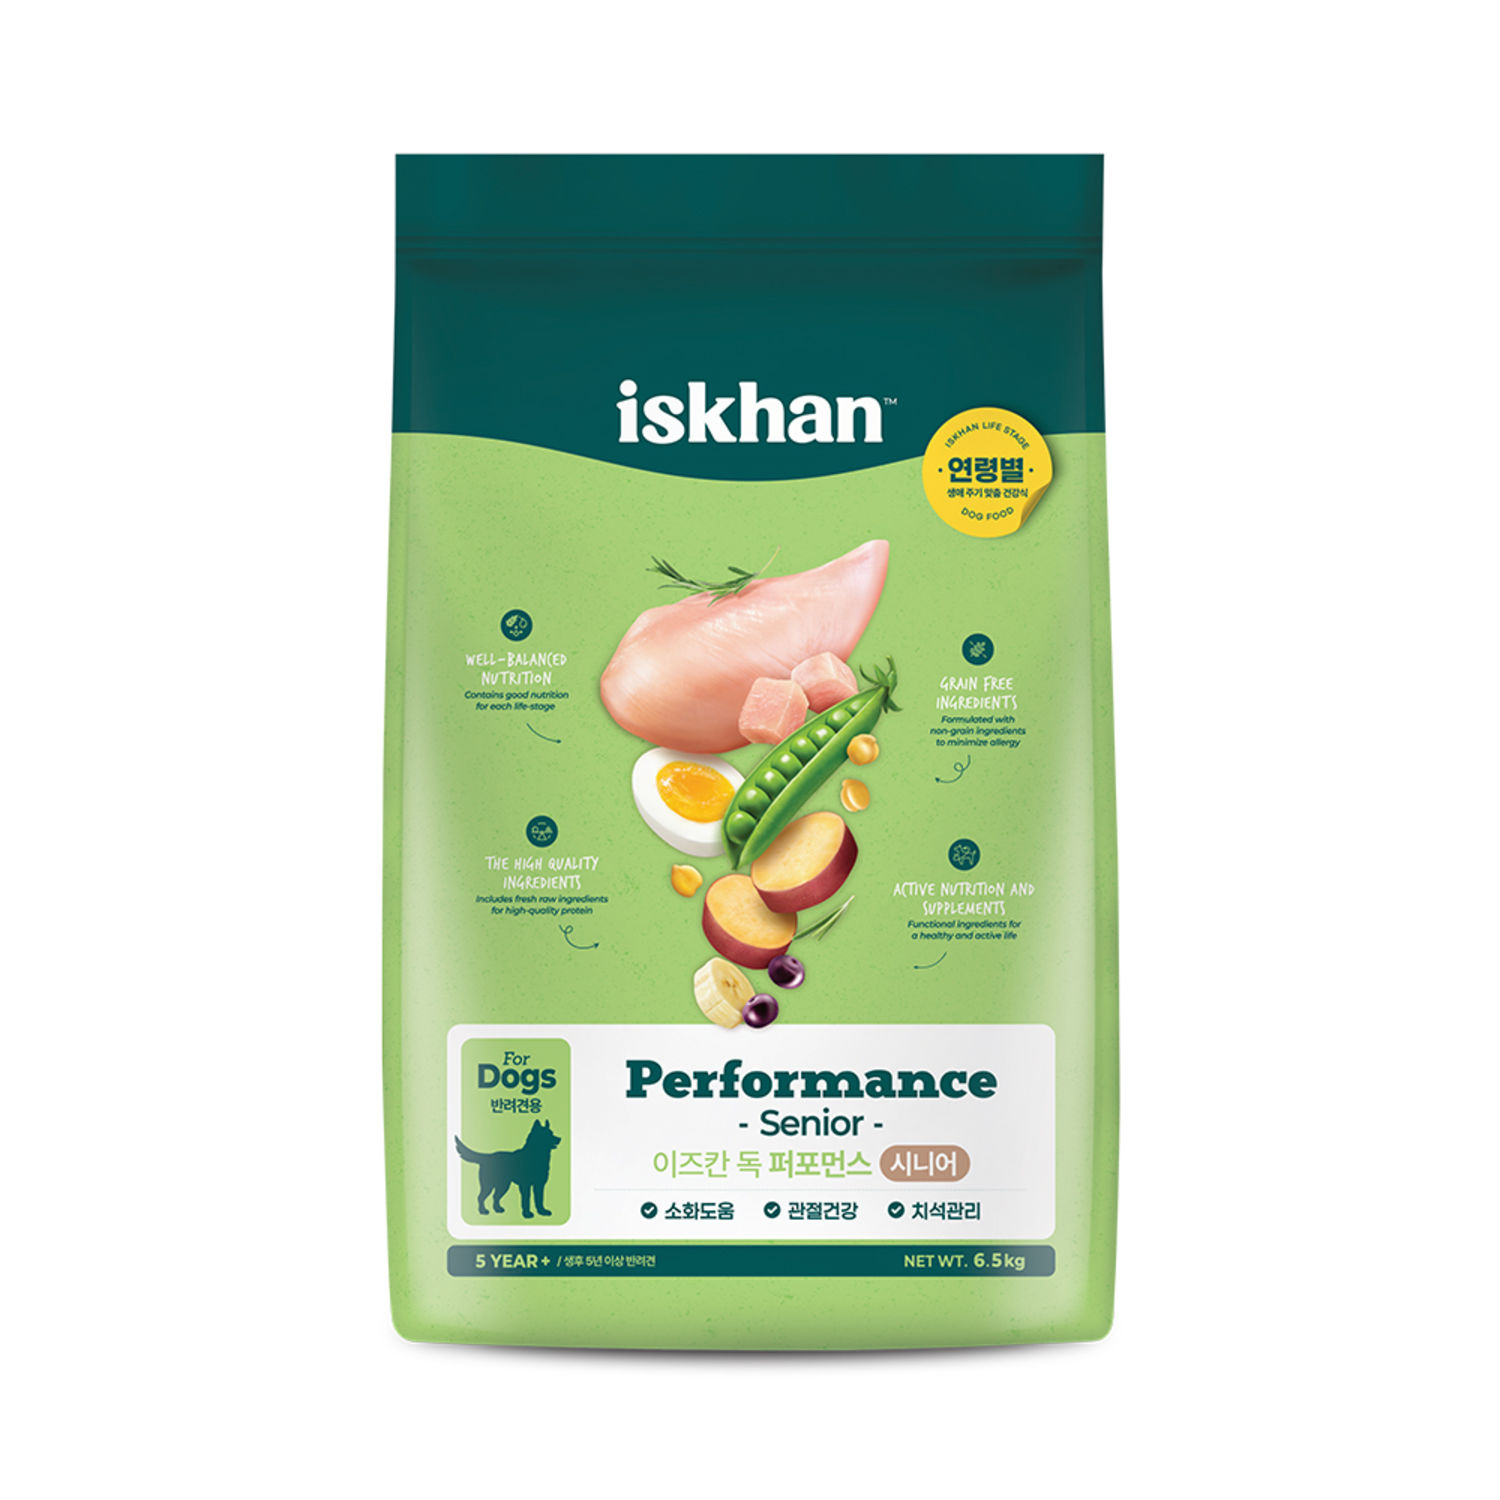 iskhan™
ISKHAN LIFE STAGE
· 연령별 ·
생애 주기 맞춤 건강식
DOG FOOD
WELL-BALANCED
NUTRITION
Contains good nutrition
for each life-stage
GRAIN FREE
INGREDIENTS
Formulated with
non-grain ingredients
to minimize allergy
THE HIGH QUALITY
INGREDIENTS
Includes fresh raw ingredients
for high-quality protein
ACTIVE NUTRITION AND
SUPPLEMENTS
Functional ingredients for
a healthy and active life
For
Dogs
반려견용
Performance
- Senior -
이즈칸 독 퍼포먼스 시니어
소화도움 관절건강 치석관리
5 YEAR+ / 생후 5년 이상 반려견 NET WT. 6.5kg